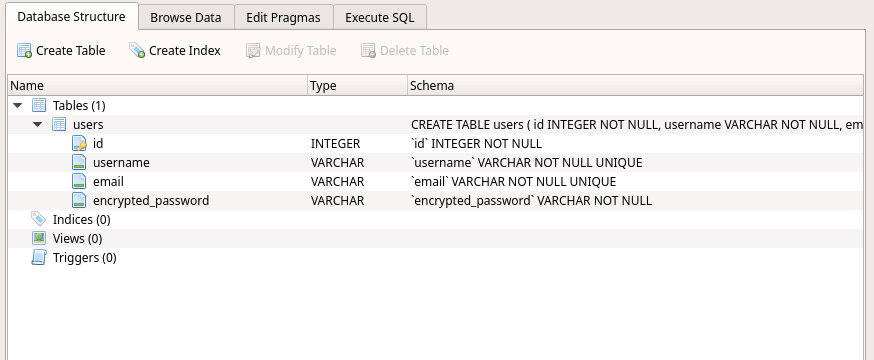 Database Structure Browse Data Edit Pragmas Execute SQL
Create Table Create Index Modify Table Delete Table
Name Type Schema
Tables (1)
users CREATE TABLE users ( id INTEGER NOT NULL, username VARCHAR NOT NULL, em
id INTEGER `id` INTEGER NOT NULL
username VARCHAR `username` VARCHAR NOT NULL UNIQUE
email VARCHAR `email` VARCHAR NOT NULL UNIQUE
encrypted_password VARCHAR `encrypted_password` VARCHAR NOT NULL
Indices (0)
Views (0)
Triggers (0)